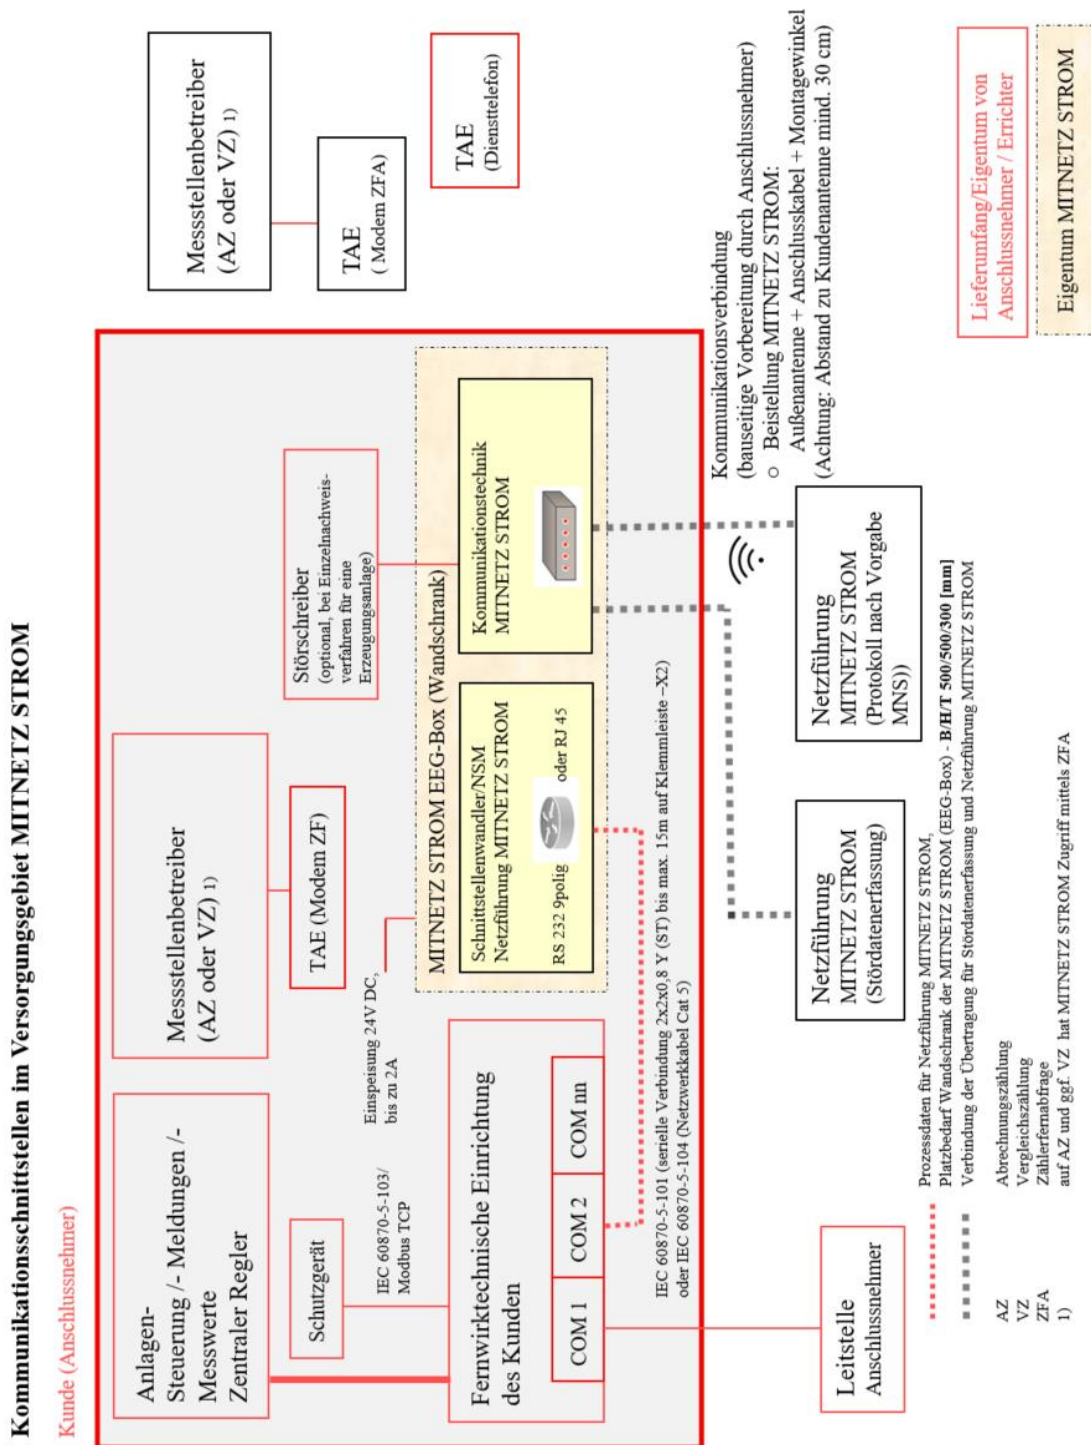 Kommunikationsschnittstellen im Versorgungsgebiet MITNETZ STROM
Kunde (Anschlussnehmer)
Anlagen-
Steuerung /- Meldungen /-
Messwerte
Zentraler Regler
Messstellenbetreiber
(AZ oder VZ) 1)
Störschreiber
(optional, bei Einzelnachweis-
verfahren für eine
Erzeugungsanlage)
Messstellenbetreiber
(AZ oder VZ) 1)
Schutzgerät
TAE (Modem ZF)
TAE
( Modem ZFA)
TAE
(Diensttelefon)
IEC 60870-5-103/
Modbus TCP
Einspeisung 24V DC,
bis zu 2A
MITNETZ STROM EEG-Box (Wandschrank)
Fernwirktechnische Einrichtung
des Kunden
COM 1
COM 2
COM nn
Schnittstellenwandler/NSM
Netzführung MITNETZ STROM
RS 232 9polig
oder RJ 45
Kommunikationstechnik
MITNETZ STROM
IEC 60870-5-101 (serielle Verbindung 2x2x0,8 Y (ST) bis max. 15m auf Klemmleiste –X2)
oder IEC 60870-5-104 (Netzwerkkabel Cat 5)
Kommunikationsverbindung
(bauseitige Vorbereitung durch Anschlussnehmer)
○ Beistellung MITNETZ STROM:
Außenantenne + Anschlusskabel + Montagewinkel
(Achtung: Abstand zu Kundenantenne mind. 30 cm)
Leitstelle
Anschlussnehmer
Netzführung
MITNETZ STROM
(Stördatenerfassung)
Netzführung
MITNETZ STROM
(Protokoll nach Vorgabe
MNS))
Prozessdaten für Netzführung MITNETZ STROM,
Platzbedarf Wandschrank der MITNETZ STROM (EEG-Box) - B/H/T 500/500/300 [mm]
Verbindung der Übertragung für Stördatenerfassung und Netzführung MITNETZ STROM
AZ Abrechnungszählung
VZ Vergleichszählung
ZFA Zählerfernabfrage
1) auf AZ und ggf. VZ hat MITNETZ STROM Zugriff mittels ZFA
Lieferumfang/Eigentum von
Anschlussnehmer / Errichter
Eigentum MITNETZ STROM